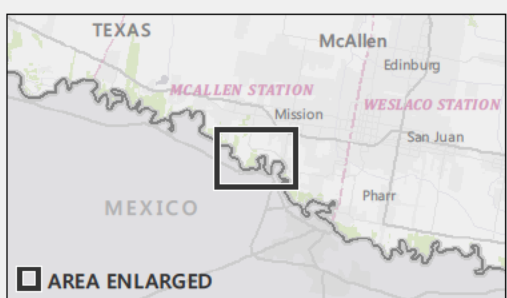 TEXAS
McAllen
Edinburg
MCALLEN STATION
WESLACO STATION
Mission
San Juan
Pharr
MEXICO
AREA ENLARGED